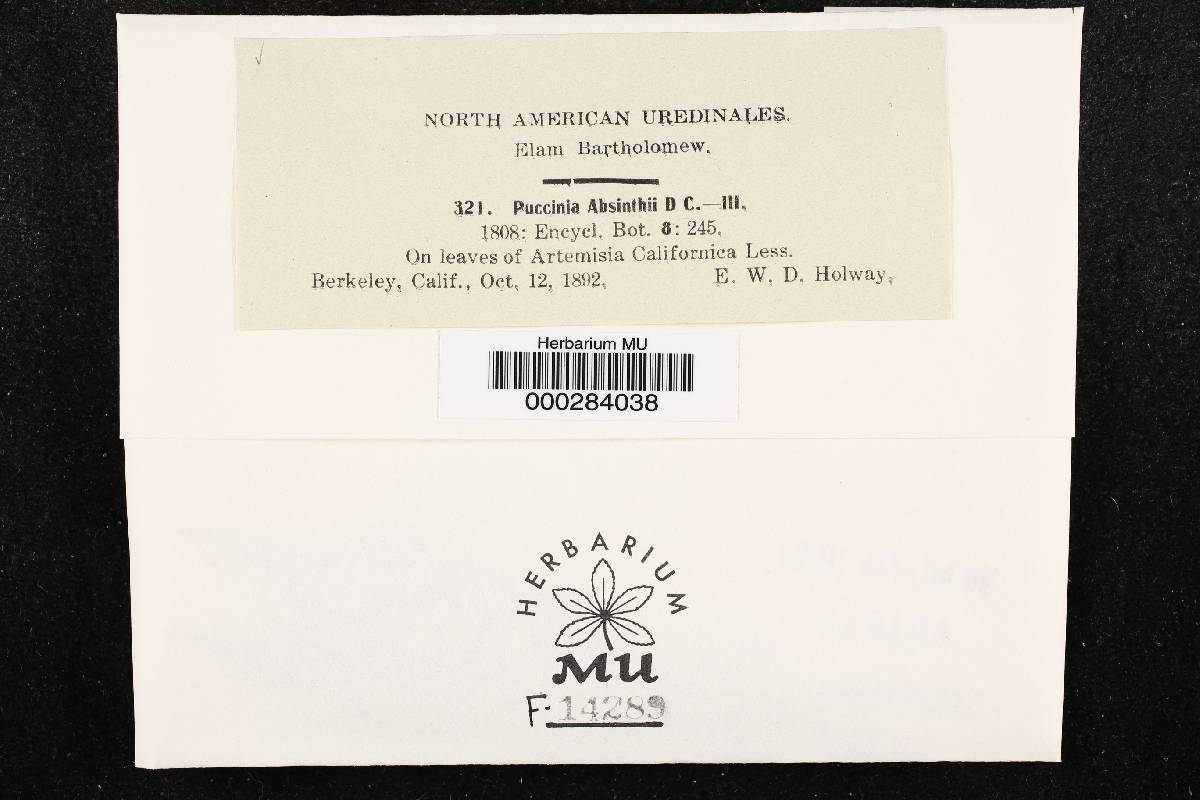 NORTH AMERICAN UREDINALES.
Elam Bartholomew.
321. Puccinia Absinthii D C.—III.
1808: Encycl. Bot. 8: 245.
On leaves of Artemisia Californica Less.
Berkeley, Calif., Oct. 12, 1892. E. W. D. Holway.
Herbarium MU
000284038
HERBARIUM
MU
F-14289